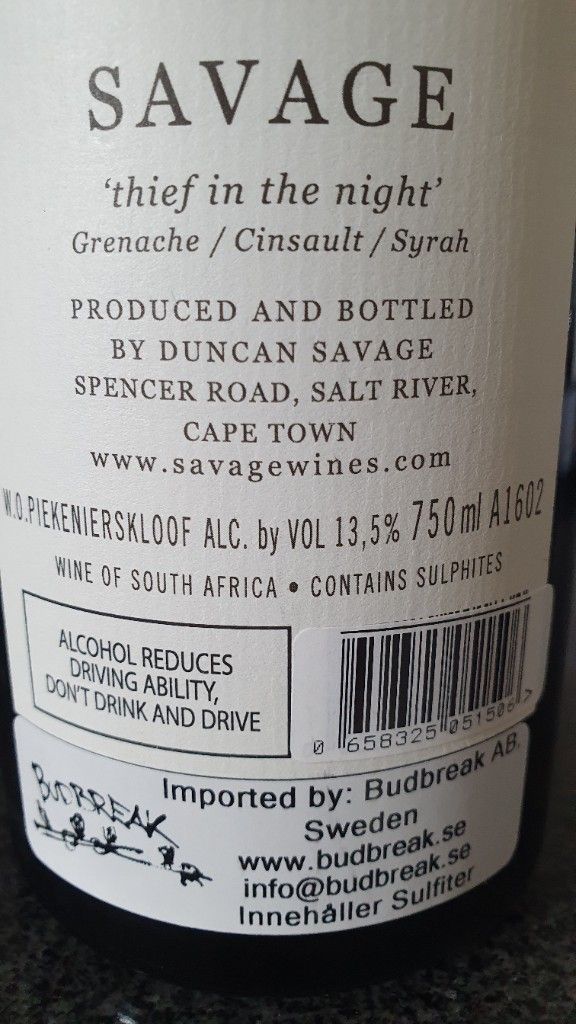 SAVAGE
‘thief in the night’
Grenache / Cinsault / Syrah
PRODUCED AND BOTTLED
BY DUNCAN SAVAGE
SPENCER ROAD, SALT RIVER,
CAPE TOWN
www.savagewines.com
W.O.PIEKENIERSKLOOF ALC. by VOL 13,5% 750ml A1602
WINE OF SOUTH AFRICA • CONTAINS SULPHITES
ALCOHOL REDUCES
DRIVING ABILITY,
DON'T DRINK AND DRIVE
0 658325 051506 >
BUDBREAK
Imported by: Budbreak AB,
Sweden
www.budbreak.se
info@budbreak.se
Innehåller Sulfiter